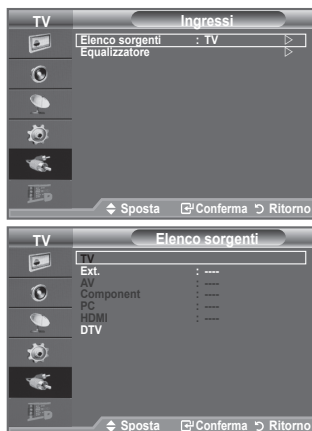 TV Ingressi
Elenco sorgenti : TV
Equalizzatore
Sposta Conferma Ritorno
TV Elenco sorgenti
TV
Ext. : ----
AV : ----
Component : ----
PC : ----
HDMI : ----
DTV
Sposta Conferma Ritorno